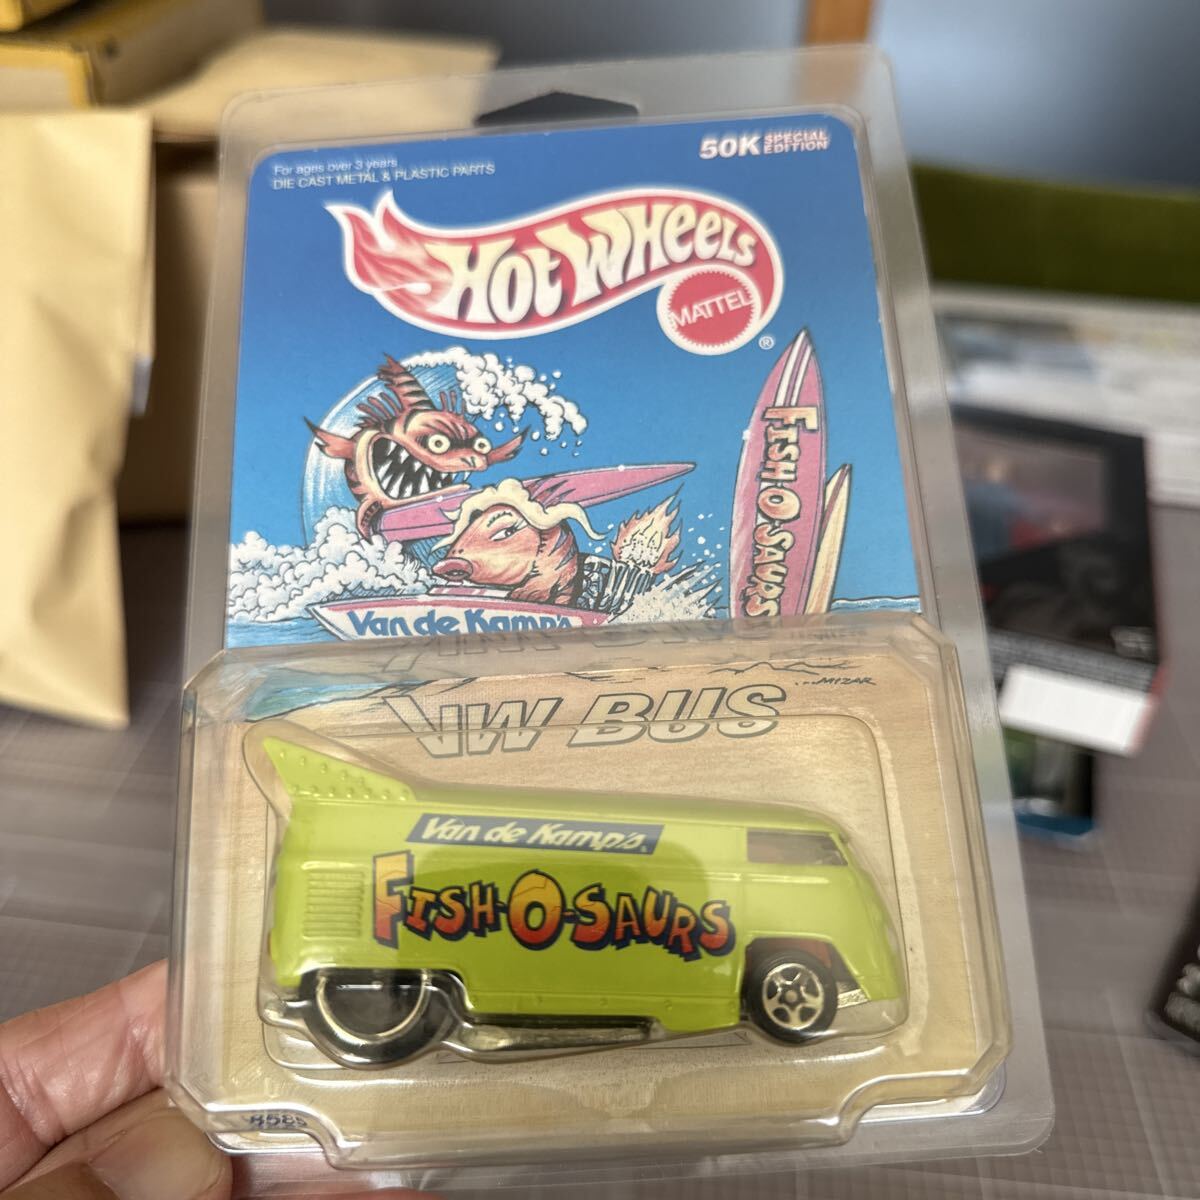 For ages over 3 years
DIE CAST METAL & PLASTIC PARTS
50K SPECIAL
EDITION
HOT WHEELS
MATTEL
®
FISH-O-SAURS
Van de Kamp's
...MIZAR
VW BUS
Van de Kamp's.
FISH-O-SAURS